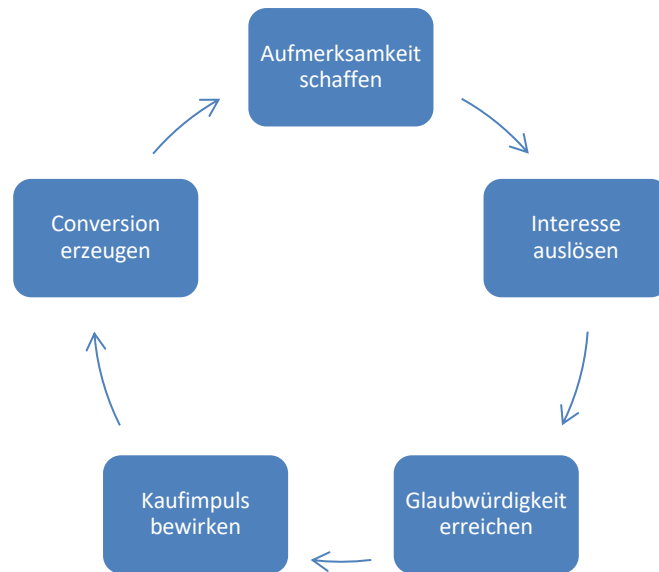 Aufmerksamkeit
schaffen
Interesse
auslösen
Glaubwürdigkeit
erreichen
Kaufimpuls
bewirken
Conversion
erzeugen